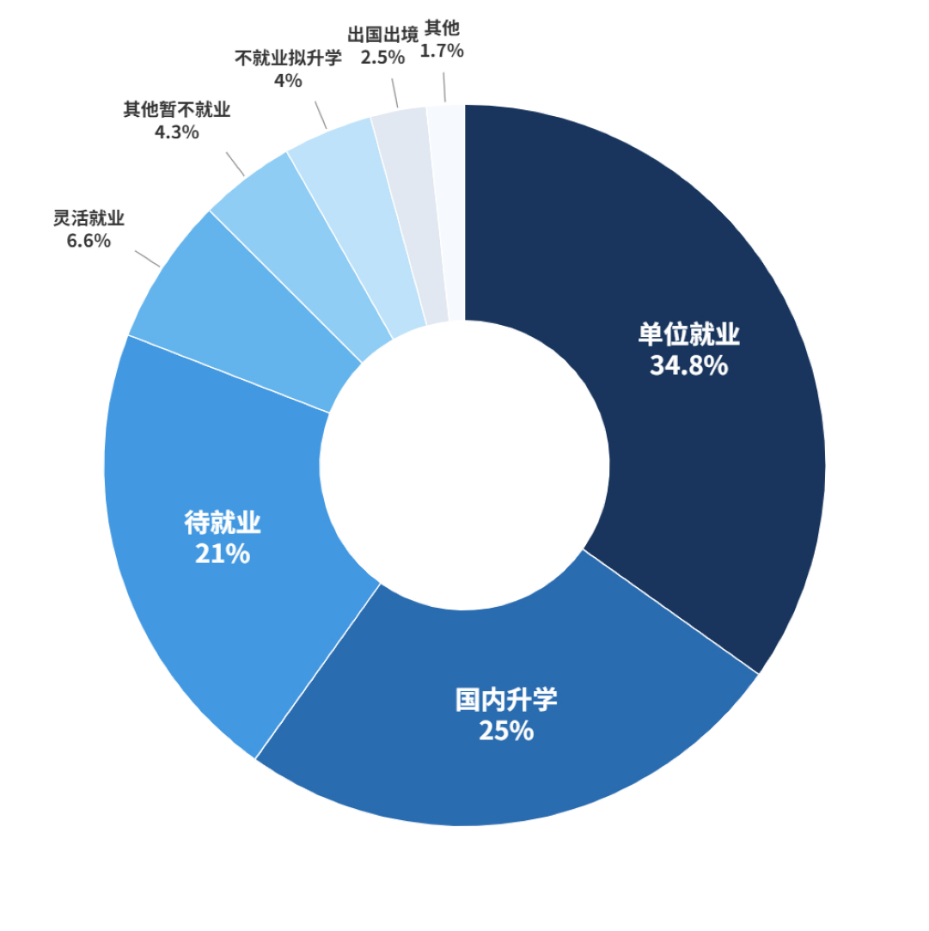 其他
1.7%
出国出境
2.5%
不就业拟升学
4%
其他暂不就业
4.3%
灵活就业
6.6%
单位就业
34.8%
待就业
21%
国内升学
25%